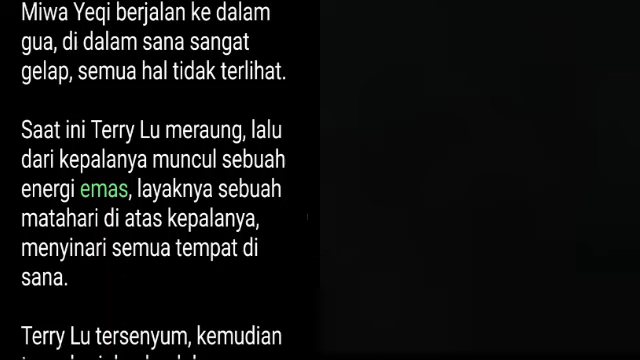 Miwa Yeqi berjalan ke dalam
gua, di dalam sana sangat
gelap, semua hal tidak terlihat.
Saat ini Terry Lu meraung, lalu
dari kepalanya muncul sebuah
energi emas, layaknya sebuah
matahari di atas kepalanya,
menyinari semua tempat di
sana.
Terry Lu tersenyum, kemudian